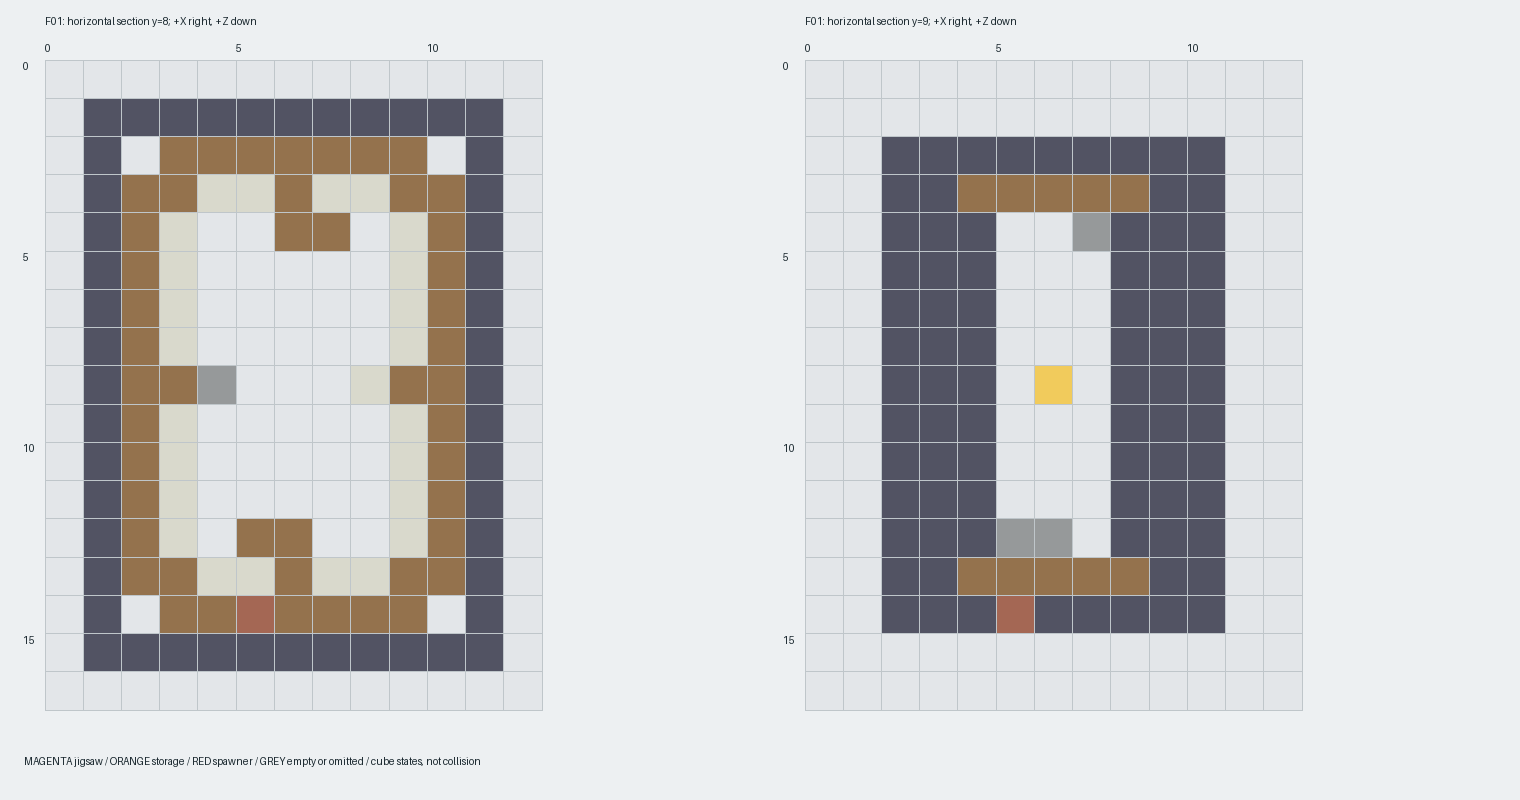 F01: horizontal section y=8; +X right, +Z down
0 5 10
0
5
10
15
F01: horizontal section y=9; +X right, +Z down
0 5 10
0
5
10
15
MAGENTA jigsaw / ORANGE storage / RED spawner / GREY empty or omitted / cube states, not collision